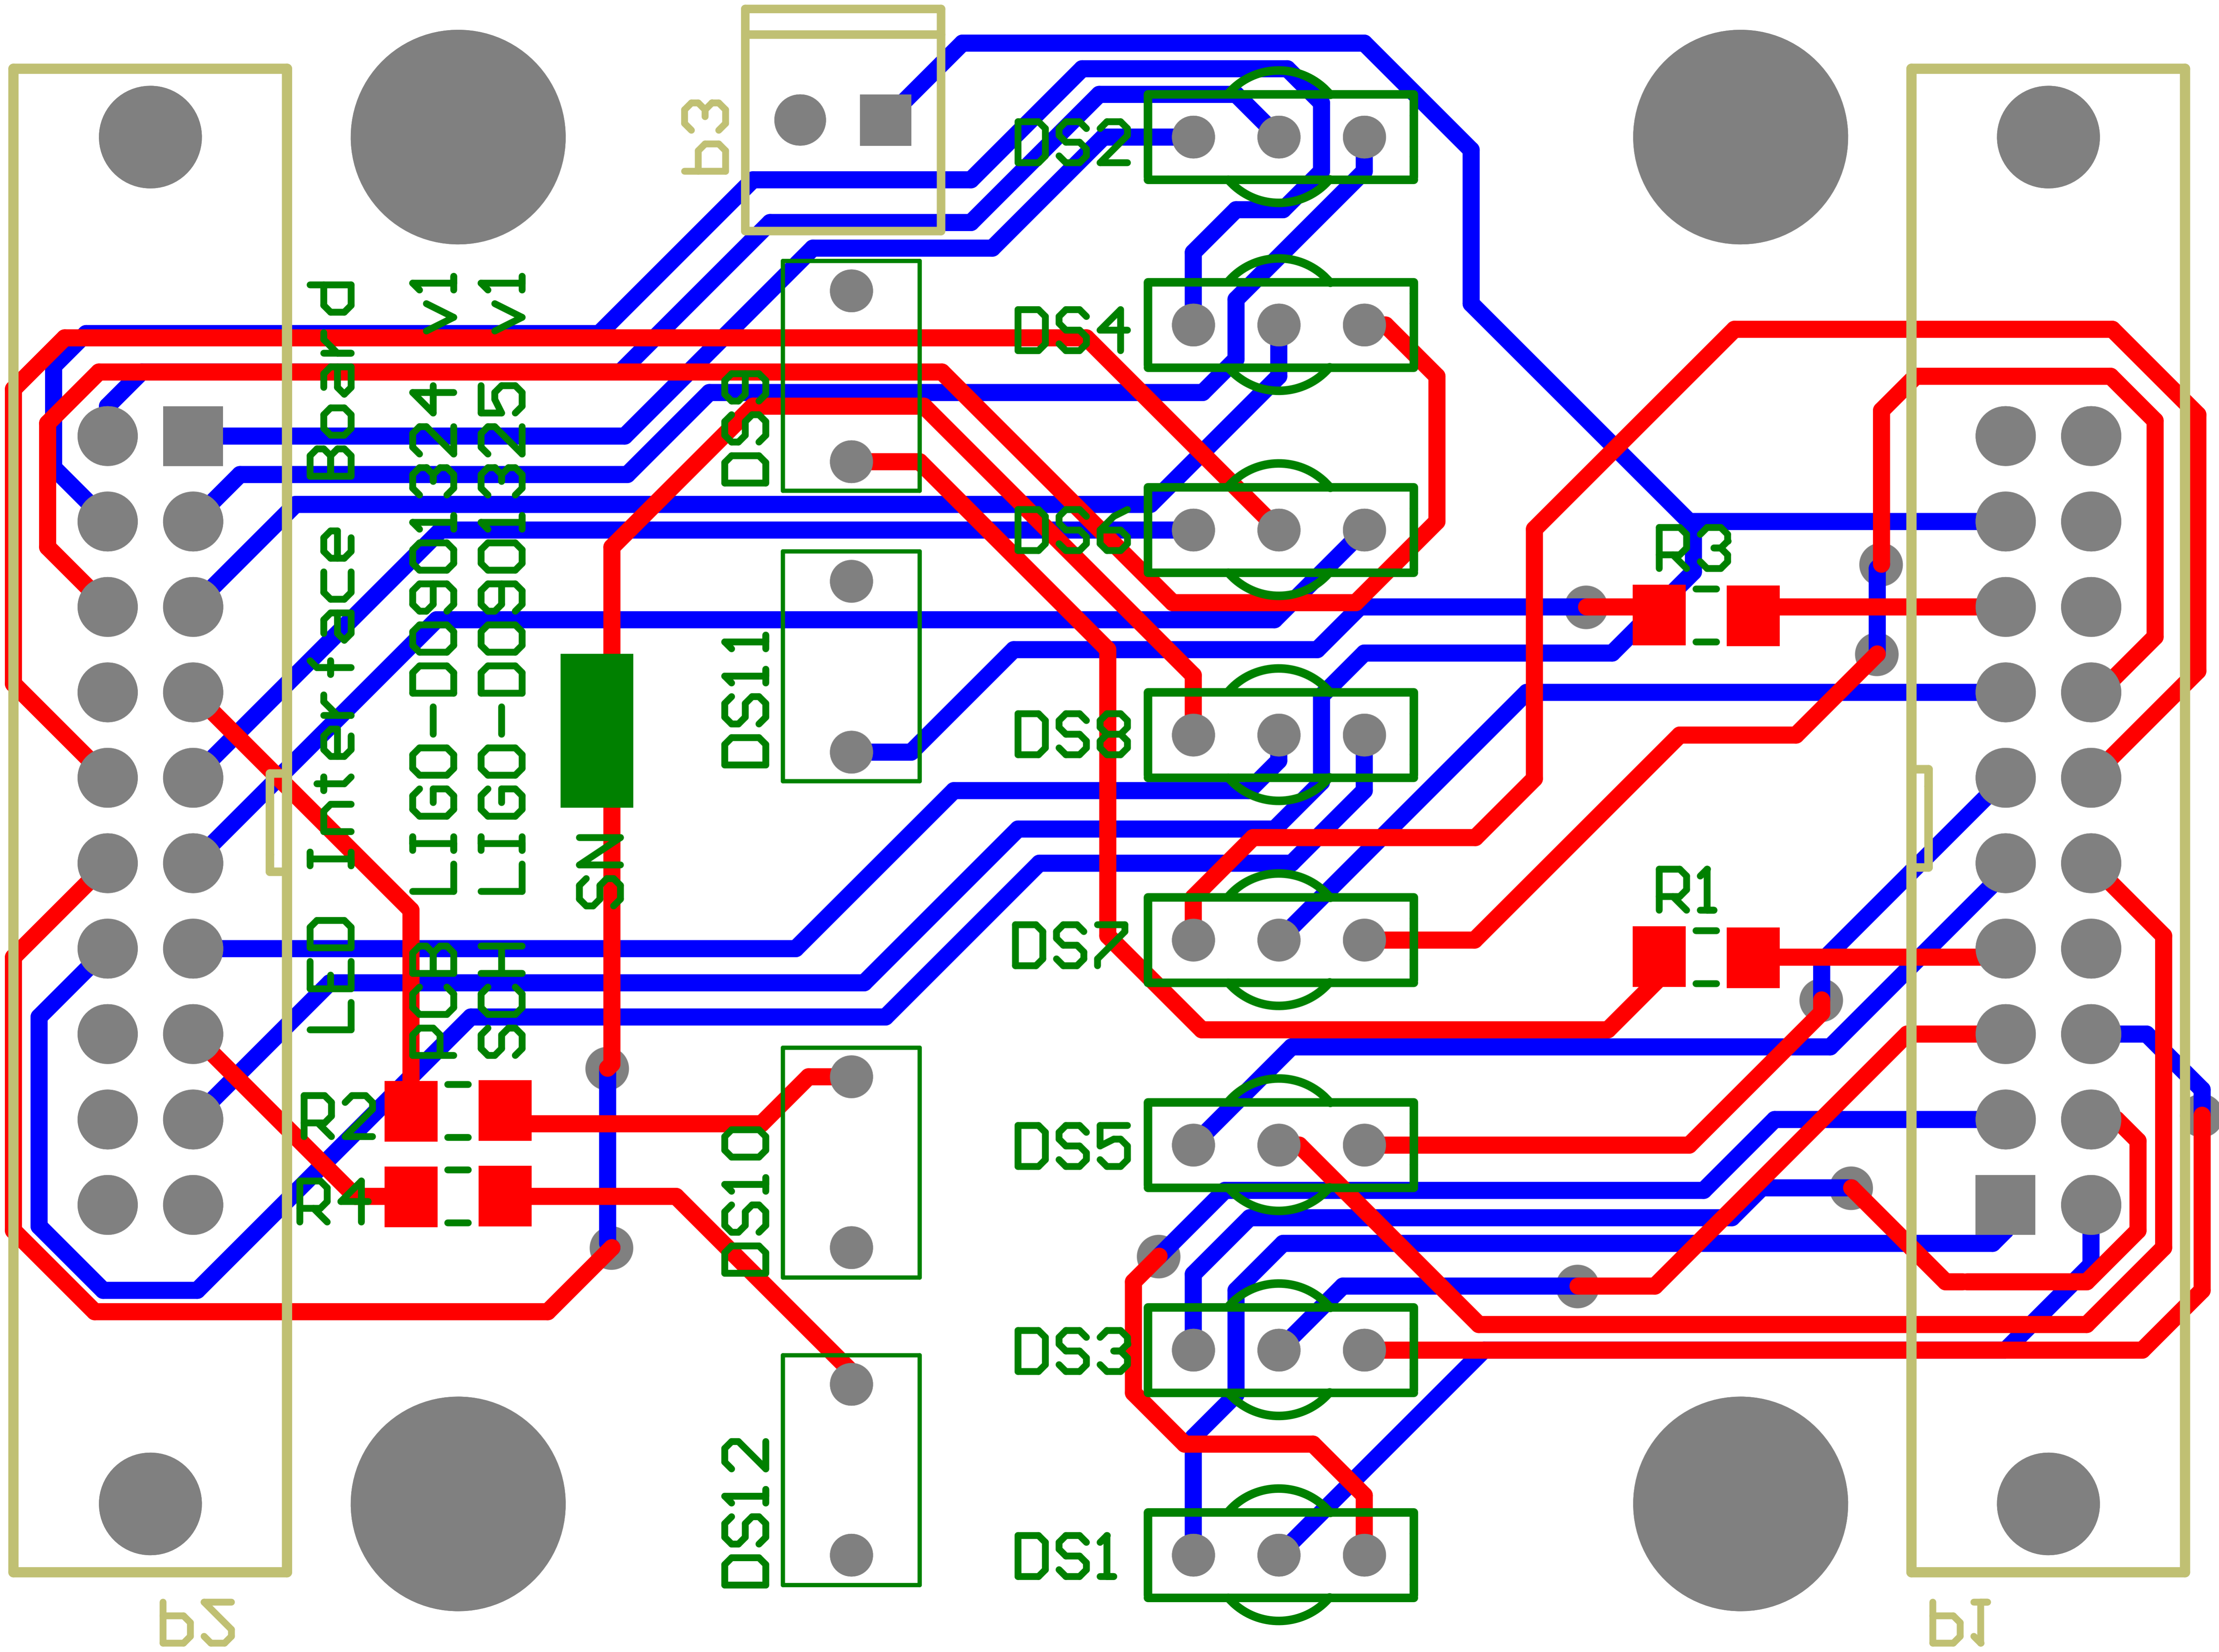 P3
DS2
DS4
DS6
DS8
DS7
DS5
DS3
DS1
DS9
DS11
DS10
DS12
LED Interface Board
PCB LIGO-D0901324 v1
SCH LIGO-D0901325 v1
SN
R3
R1
R2
R4
P2
P1